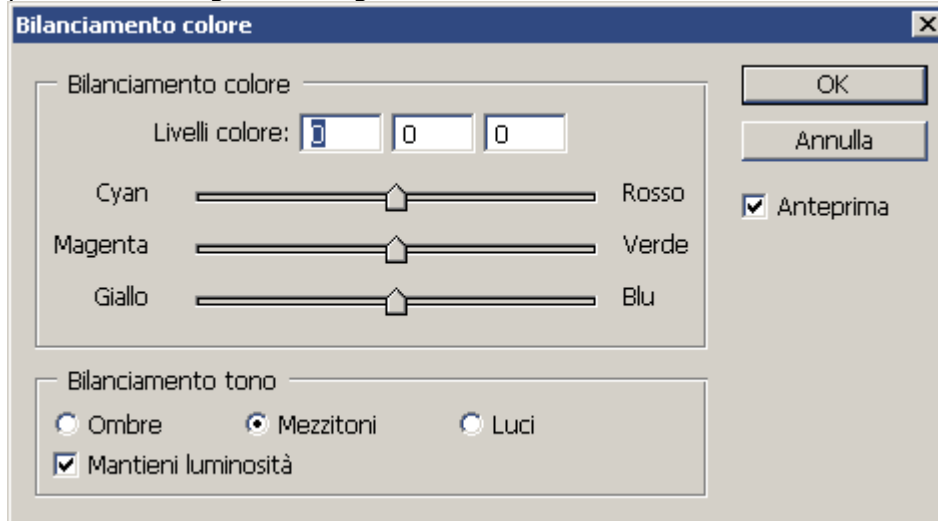 Bilanciamento colore
Bilanciamento colore
Livelli colore: 0 0 0
Cyan Rosso
Magenta Verde
Giallo Blu
Bilanciamento tono
Ombre Mezzitoni Luci
Mantieni luminosità
OK
Annulla
Anteprima